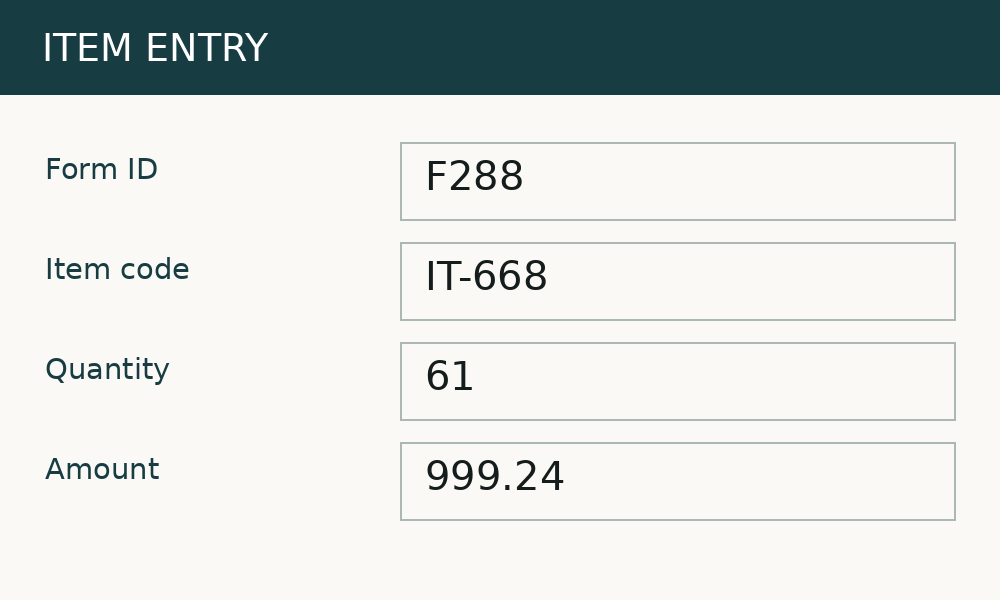 ITEM ENTRY
Form ID F288
Item code IT-668
Quantity 61
Amount 999.24